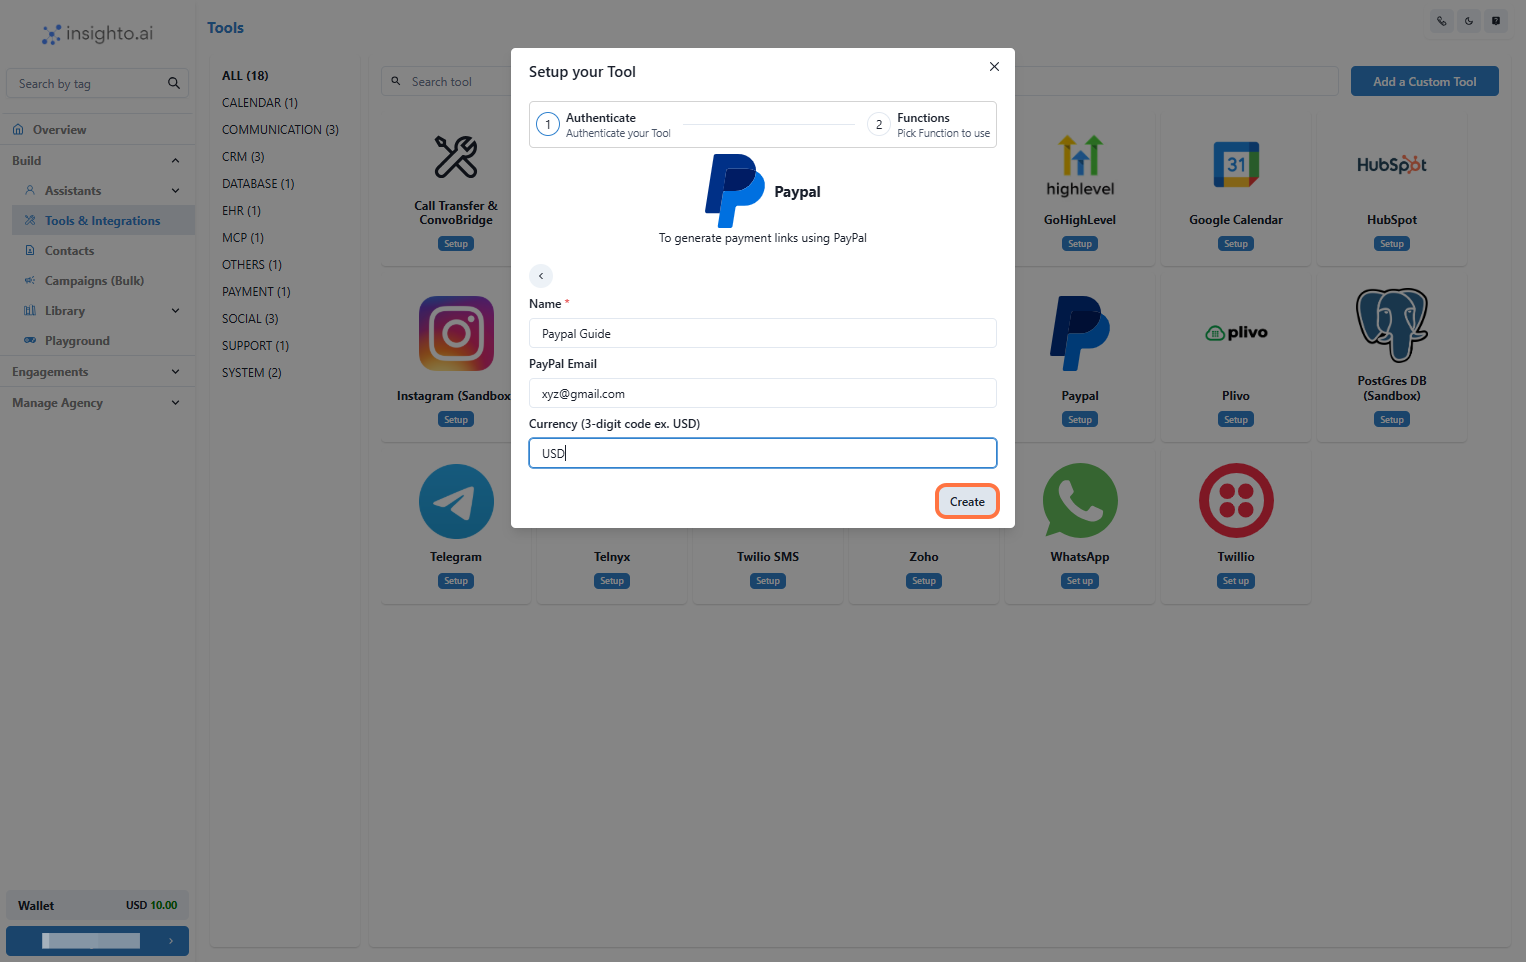 insighto.ai
Search by tag
Overview
Build
Assistants
Tools & Integrations
Contacts
Campaigns (Bulk)
Library
Playground
Engagements
Manage Agency
Wallet USD 10.00
Tools
ALL (18)
CALENDAR (1)
COMMUNICATION (3)
CRM (3)
DATABASE (1)
EHR (1)
MCP (1)
OTHERS (1)
PAYMENT (1)
SOCIAL (3)
SUPPORT (1)
SYSTEM (2)
Search tool
Add a Custom Tool
Setup your Tool
1 Authenticate
Authenticate your Tool
2 Functions
Pick Function to use
Paypal
To generate payment links using PayPal
Name *
Paypal Guide
PayPal Email
xyz@gmail.com
Currency (3-digit code ex. USD)
USD
Create
Call Transfer &
ConvoBridge
Setup
highlevel
GoHighLevel
Setup
31
Google Calendar
Setup
HubSpot
HubSpot
Setup
Instagram (Sandbox
Setup
Paypal
Setup
plivo
Plivo
Setup
PostGres DB
(Sandbox)
Setup
Telegram
Setup
Telnyx
Setup
Twilio SMS
Setup
Zoho
Setup
WhatsApp
Set up
Twillio
Set up